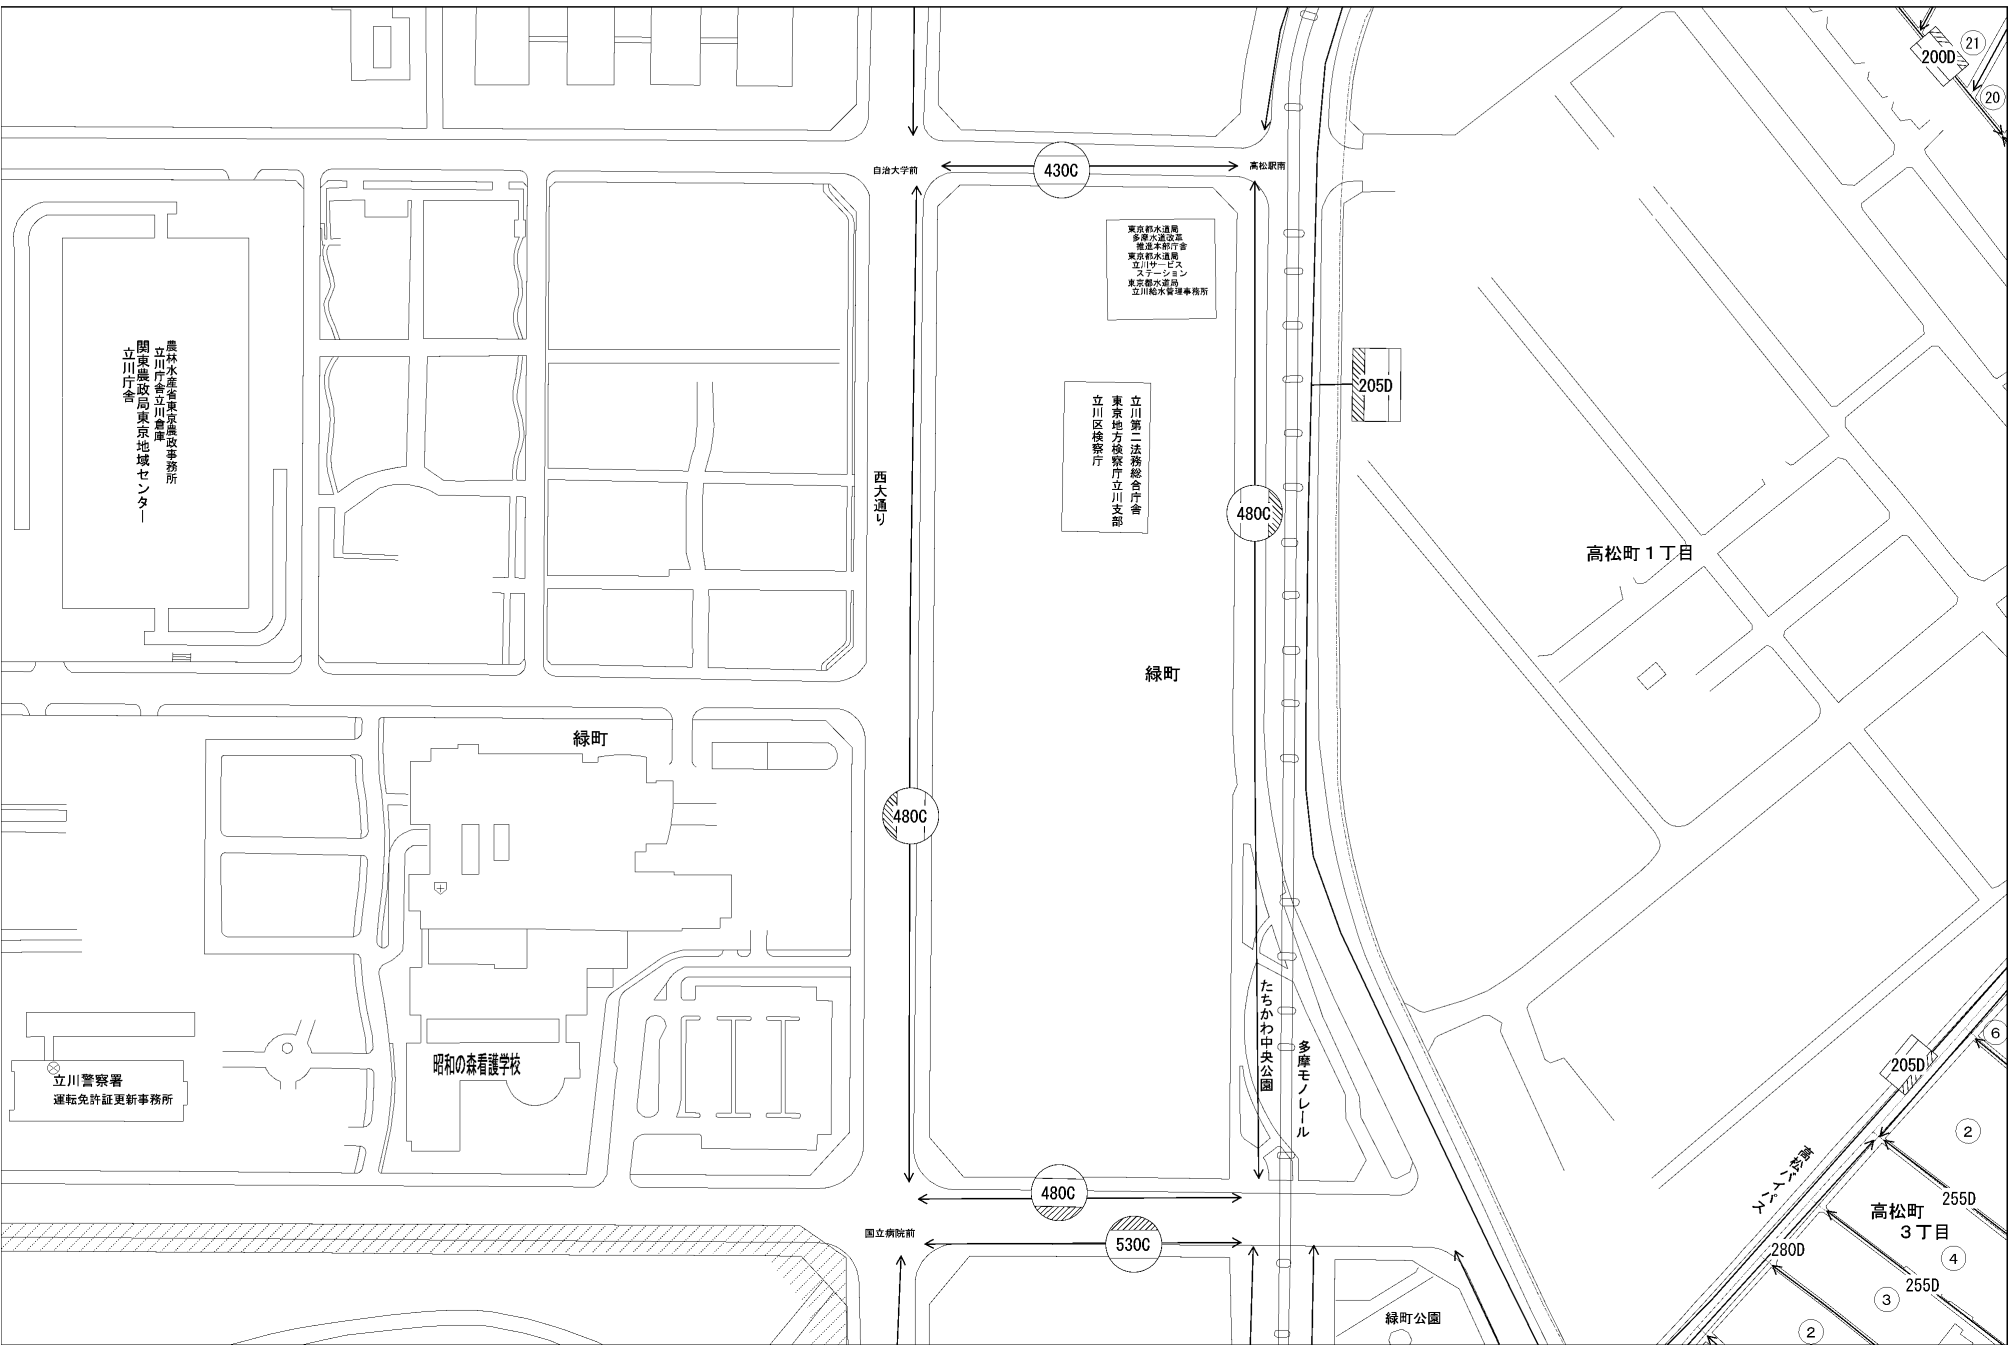 200D
21
20
自治大学前
430C
高松駅南
東京都水道局
多摩水道改革
推進本部庁舎
東京都水道局
立川サービス
ステーション
東京都水道局
立川給水管理事務所
農林水産省東京農政事務所
立川庁舎立川倉庫
関東農政局東京地域センター
立川庁舎
205D
立川第二法務総合庁舎
東京地方検察庁立川支部
立川区検察庁
西大通り
480C
高松町1丁目
緑町
緑町
480C
たちかわ中央公園
多摩モノレール
昭和の森看護学校
立川警察署
運転免許証更新事務所
6
205D
2
高松バイパス
255D
高松町
3丁目
480C
国立病院前
530C
280D
4
255D
3
緑町公園
2